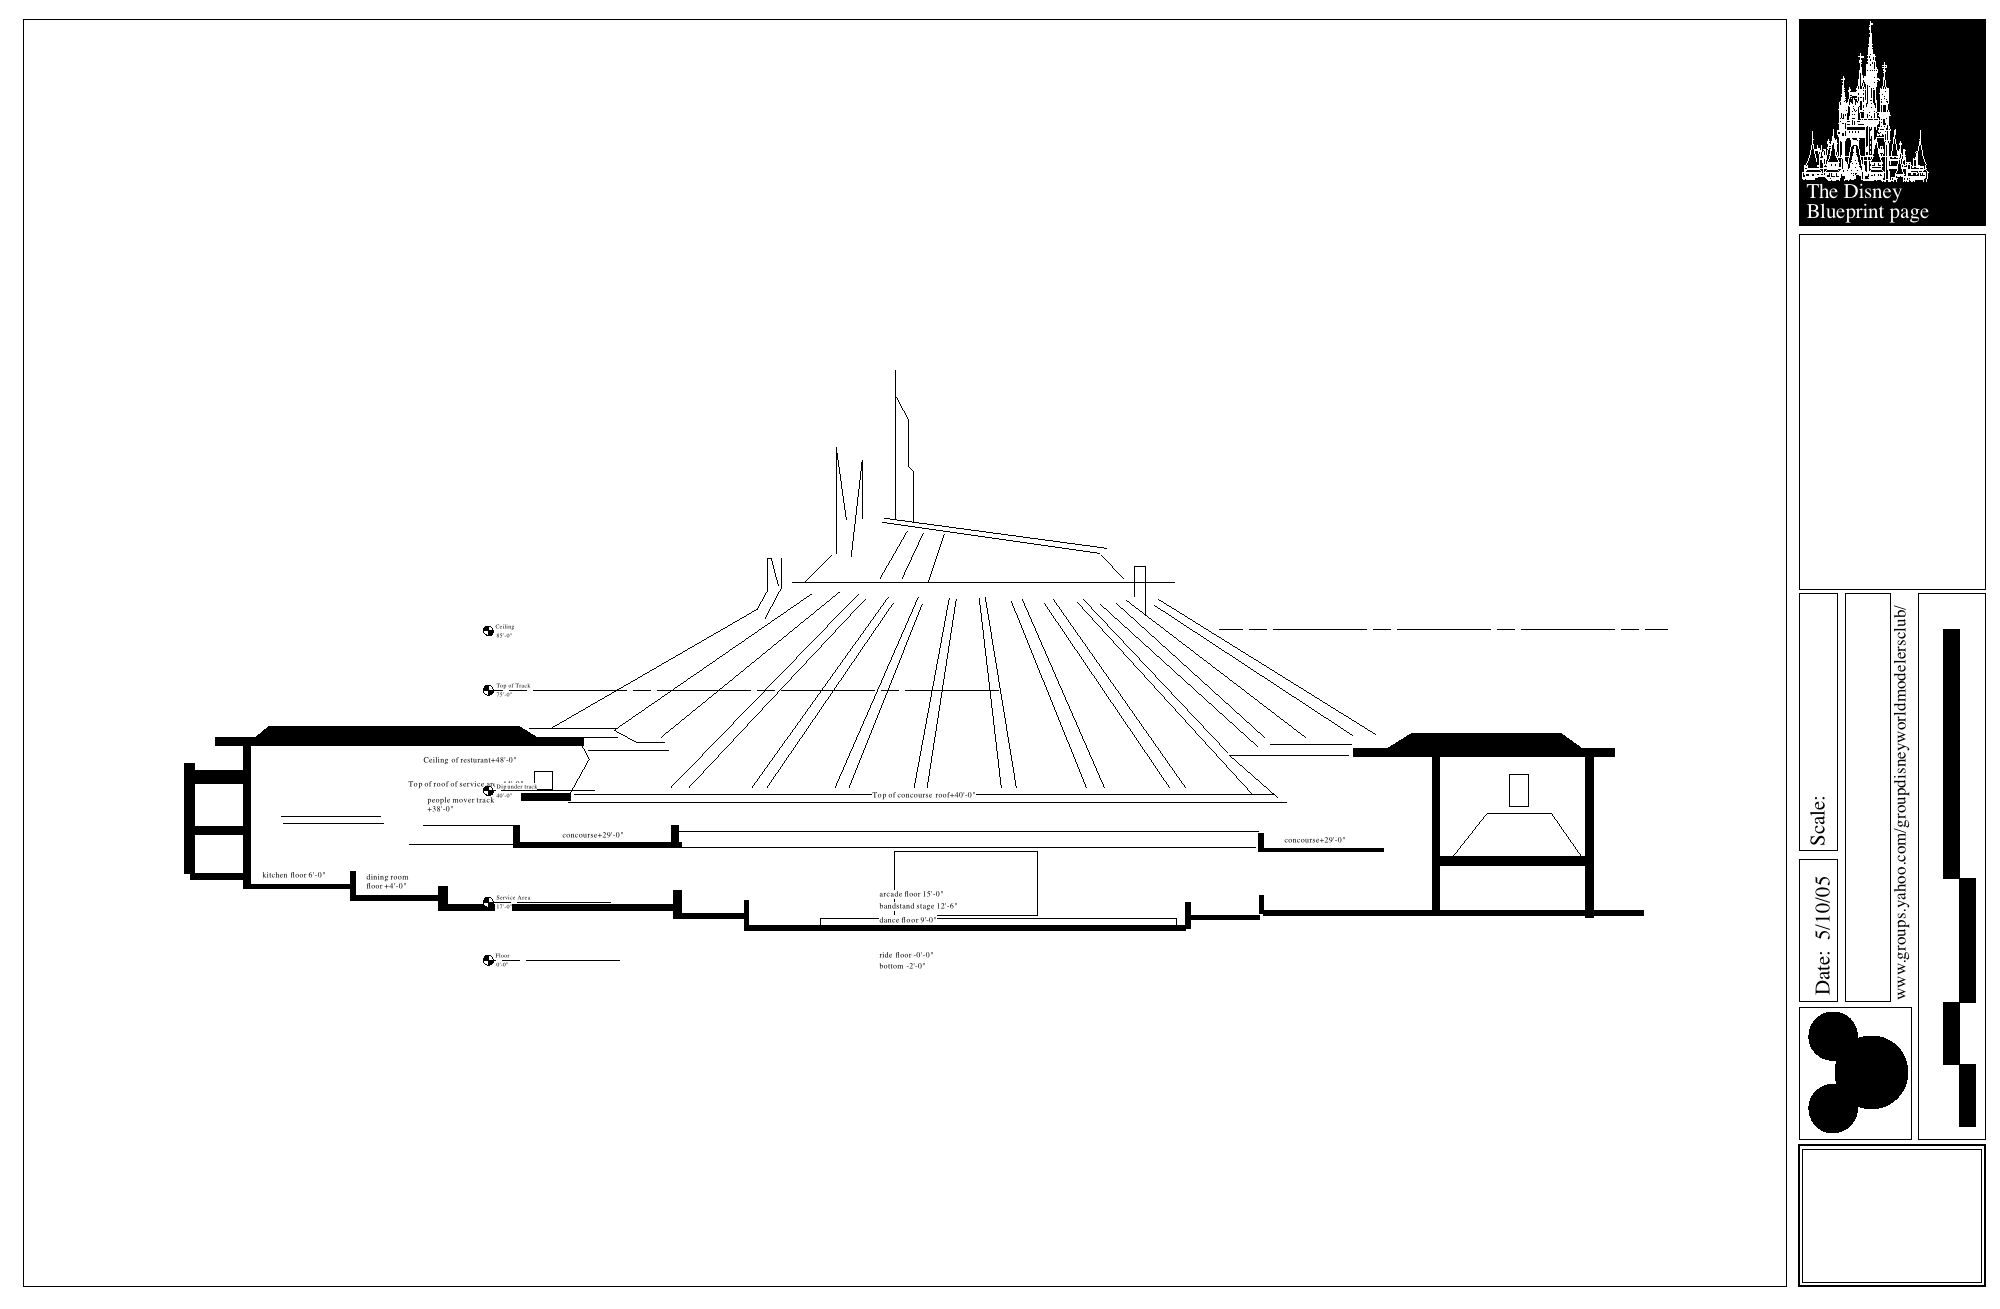 The Disney
Blueprint page
Ceiling
85'-0"
Top of Track
75'-0"
Ceiling of resturant+48'-0"
Top of roof of service
Dip under track
40'-0"
people mover track
+38'-0"
Top of concourse roof+40'-0"
concourse+29'-0"
concourse+29'-0"
kitchen floor 6'-0"
dining room
floor +4'-0"
Service Area
17'-0"
arcade floor 15'-0"
bandstand stage 12'-6"
dance floor 9'-0"
Floor
0'-0"
ride floor -0'-0"
bottom -2'-0"
Scale:
Date: 5/10/05
www.groups.yahoo.com/groupdisneyworldmodelersclub/